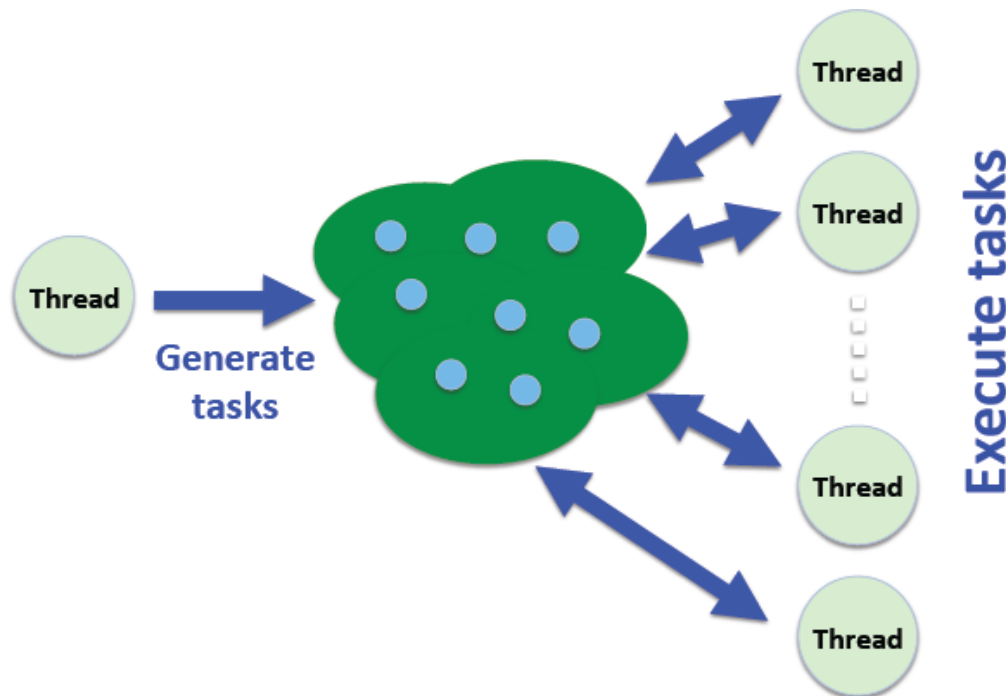 Thread
Generate
tasks
Thread
Thread
Thread
Thread
Execute tasks